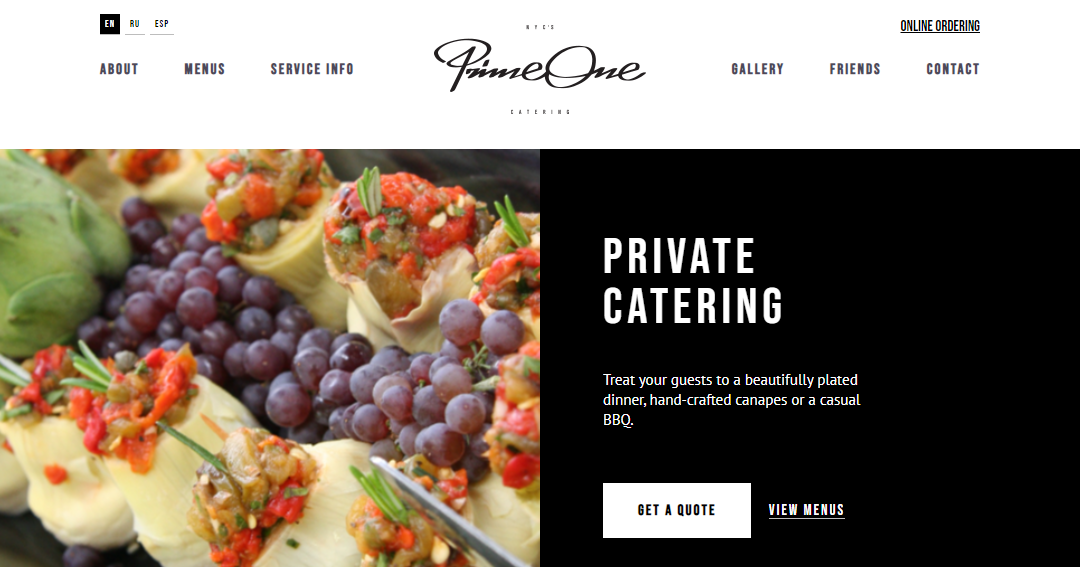 EN RU ESP
NYC'S
ONLINE ORDERING
ABOUT MENUS SERVICE INFO PrimeOne GALLERY FRIENDS CONTACT
CATERING
PRIVATE
CATERING
Treat your guests to a beautifully plated
dinner, hand-crafted canapes or a casual
BBQ.
GET A QUOTE VIEW MENUS